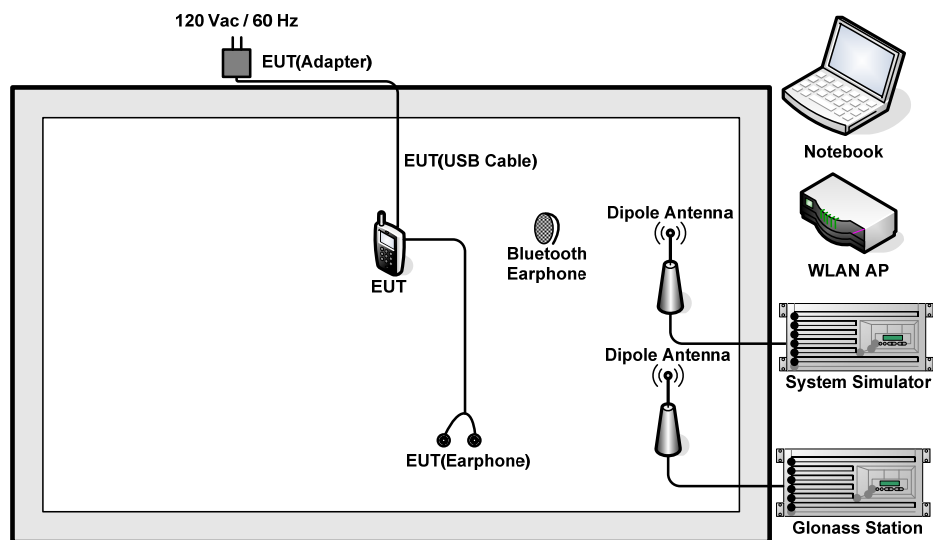 120 Vac / 60 Hz
EUT(Adapter)
EUT(USB Cable)
Notebook
Dipole Antenna
Bluetooth
Earphone
WLAN AP
EUT
Dipole Antenna
System Simulator
EUT(Earphone)
Glonass Station